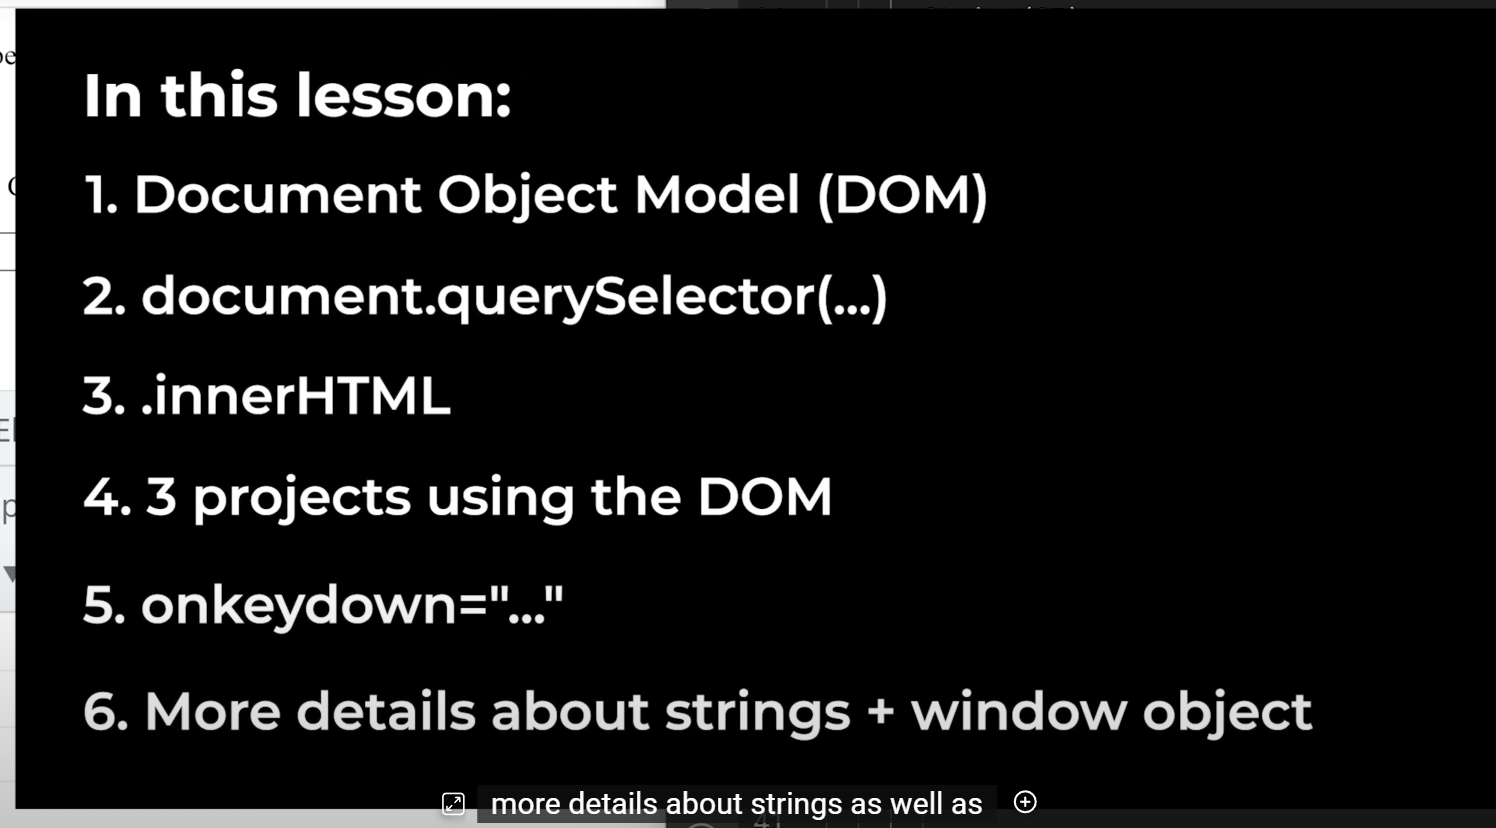 In this lesson:
1. Document Object Model (DOM)
2. document.querySelector(...)
3. .innerHTML
4. 3 projects using the DOM
5. onkeydown="..."
6. More details about strings + window object
more details about strings as well as